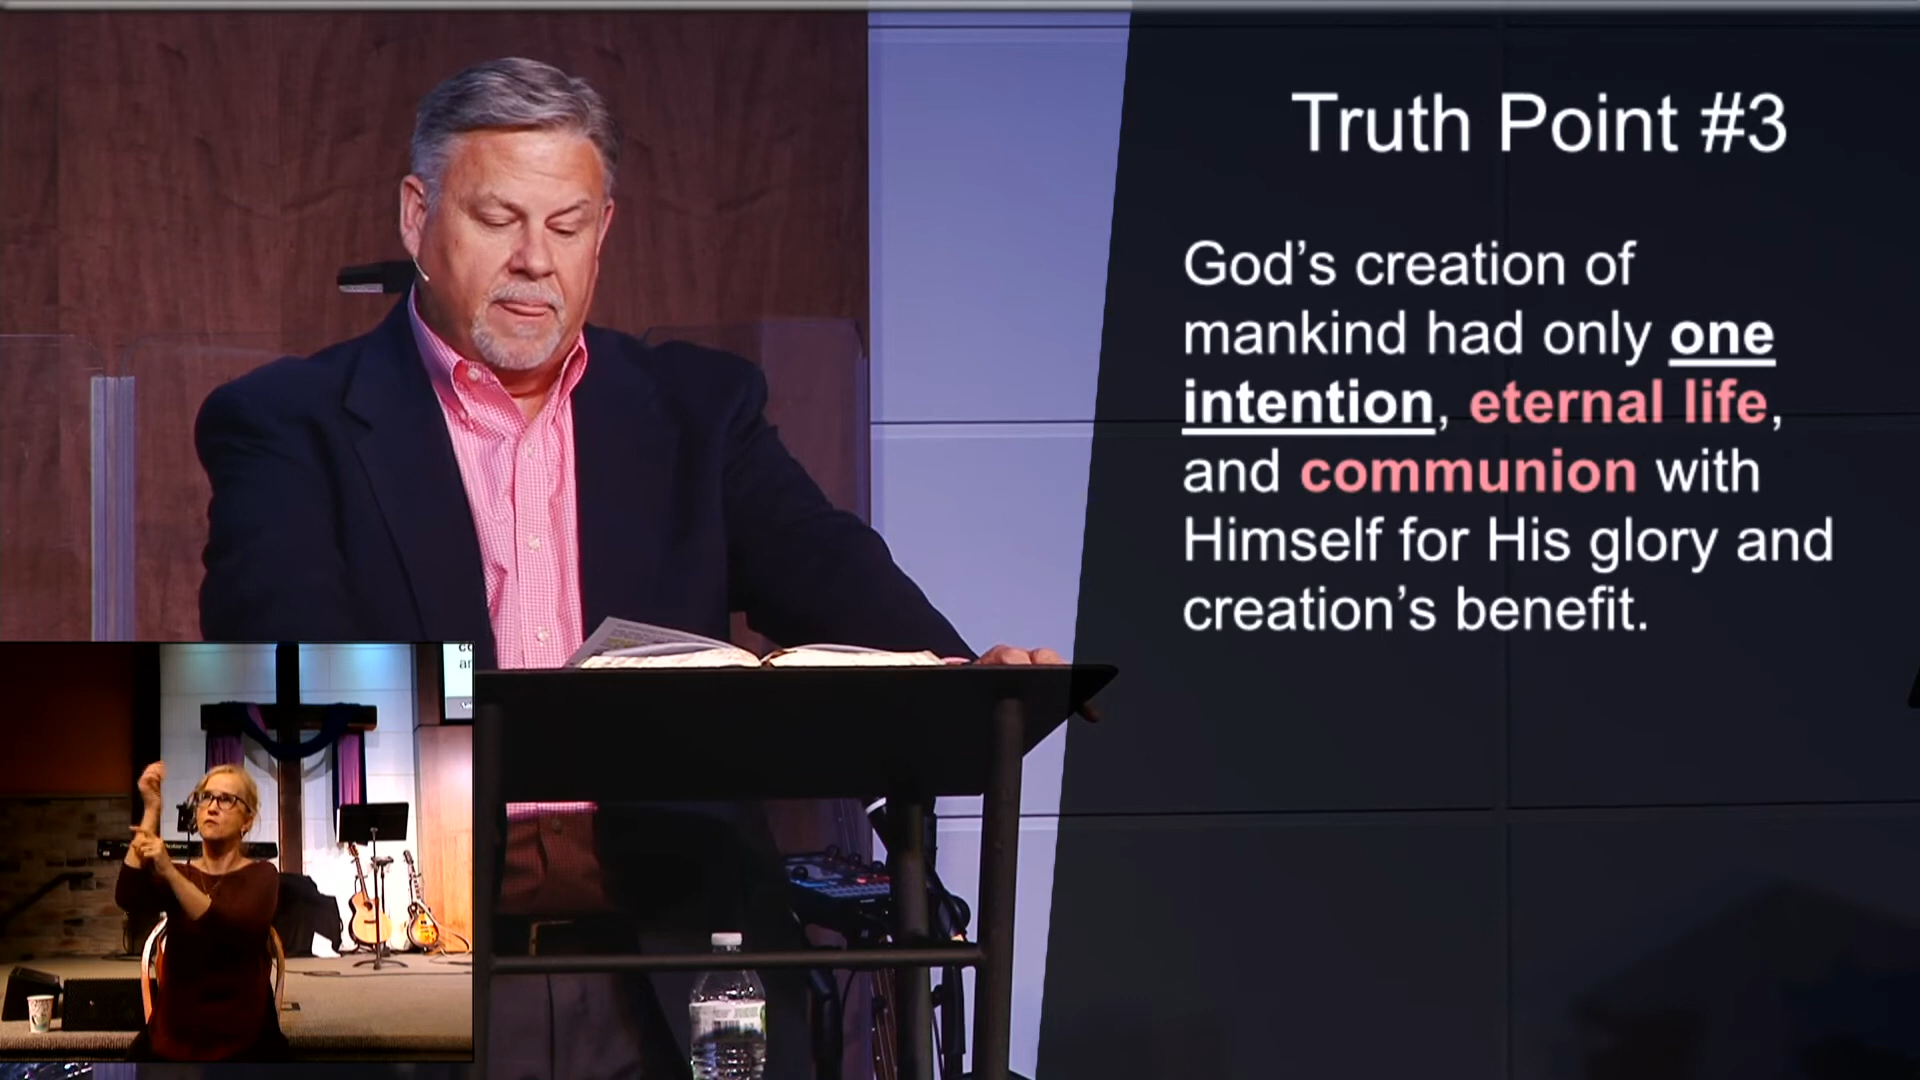 Truth Point #3
God’s creation of
mankind had only one
intention, eternal life,
and communion with
Himself for His glory and
creation’s benefit.
Roland